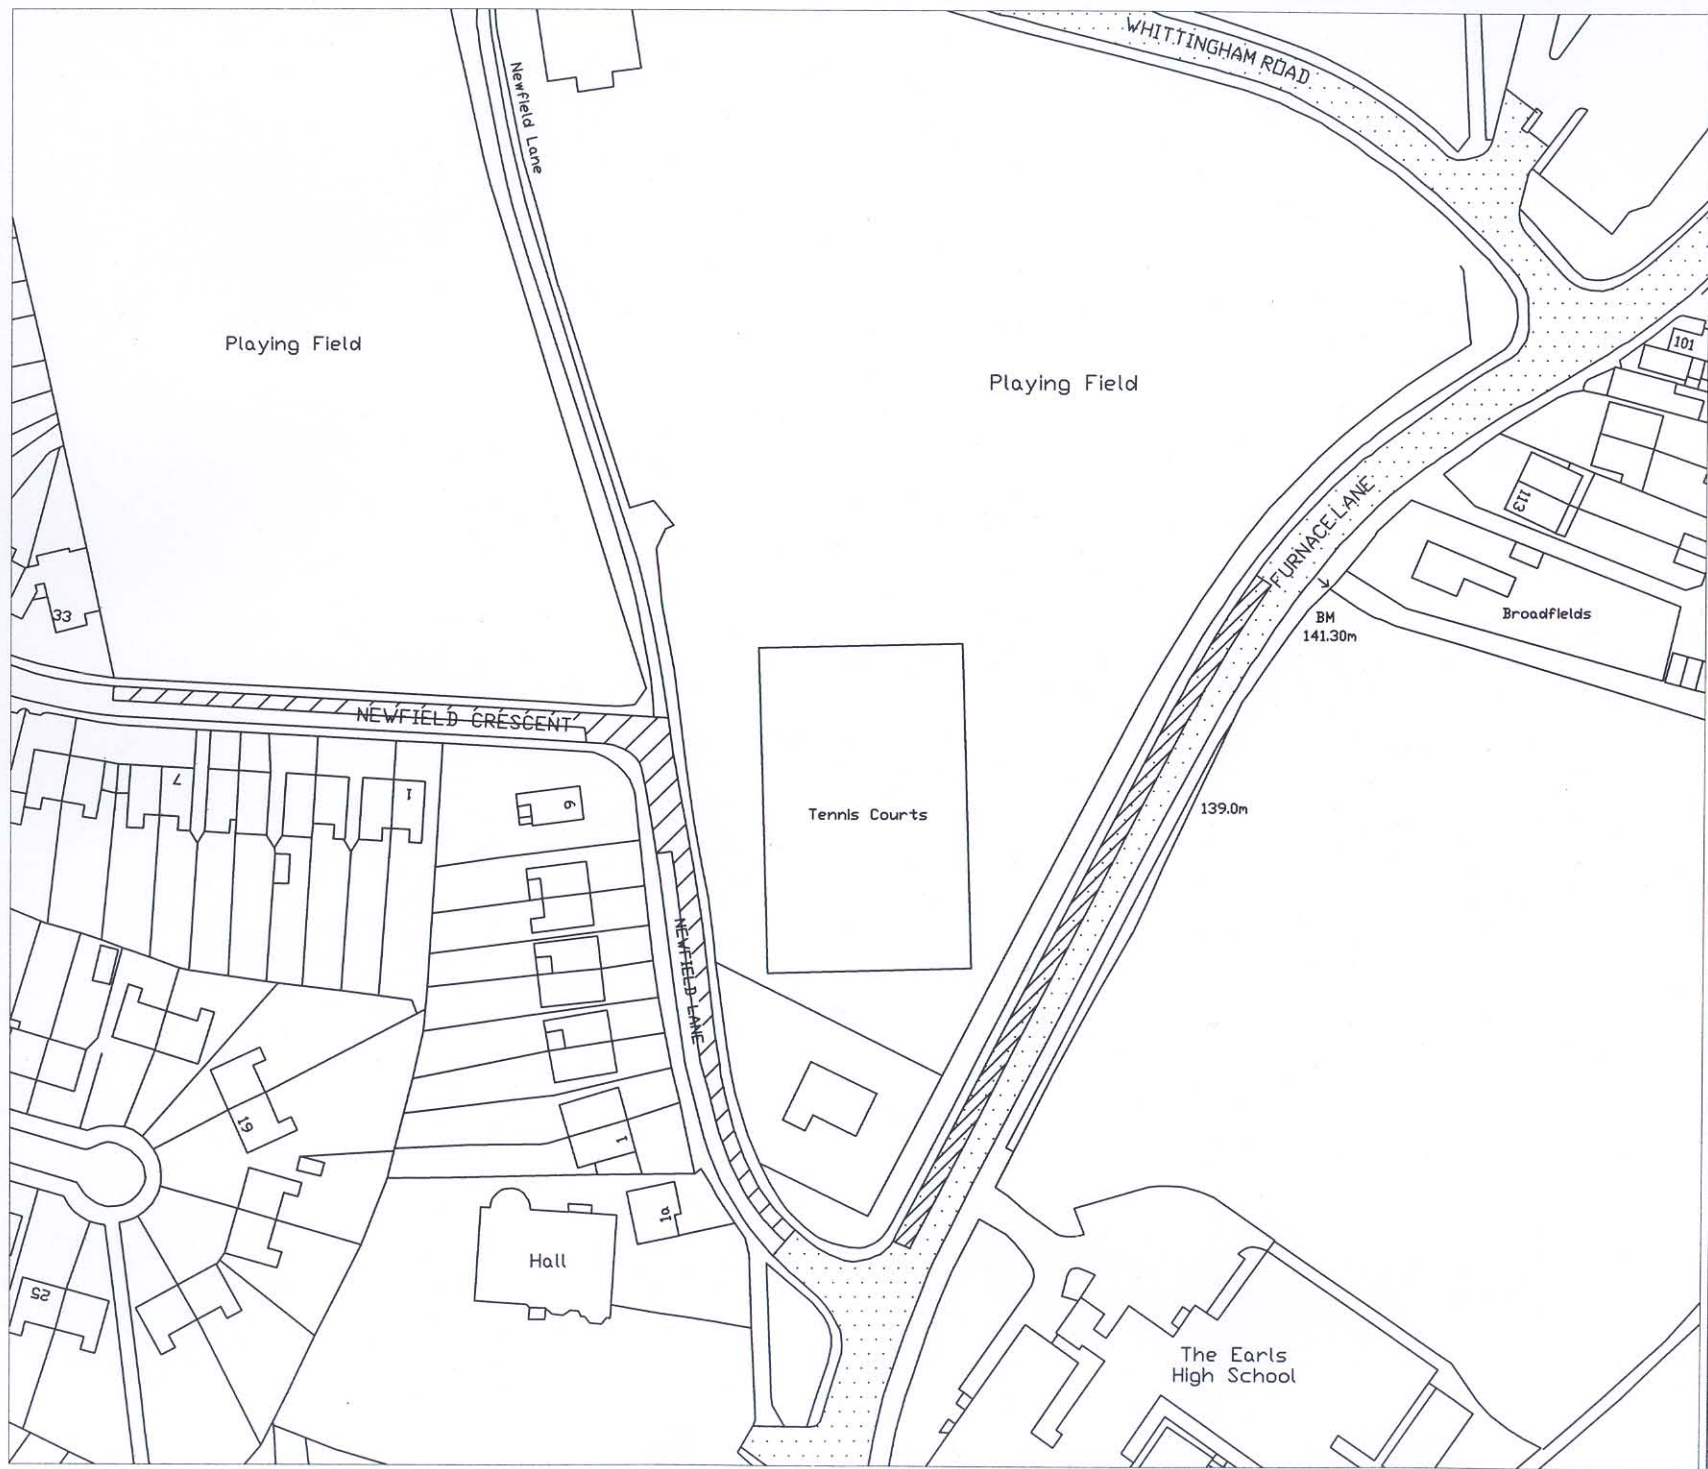 WHITTINGHAM ROAD
Newfield Lane
Playing Field
Playing Field
101
FURNACE LANE
113
Broadfields
BM
141.30m
33
NEWFIELD CRESCENT
7
1
6
Tennis Courts
139.0m
NEWFIELD LANE
19
1
1a
Hall
25
The Earls
High School